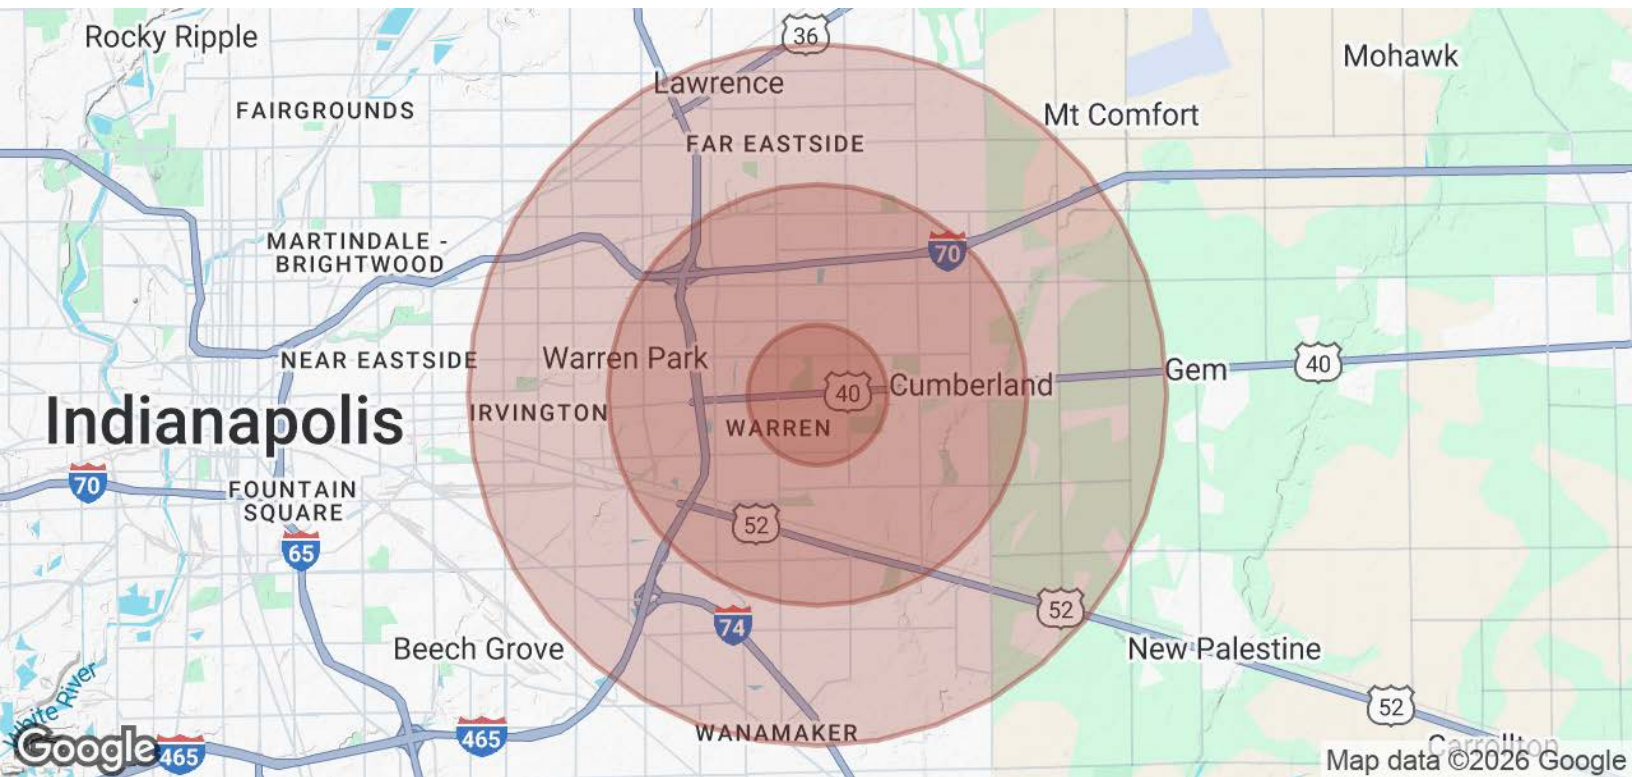 Rocky Ripple
36
Mohawk
Lawrence
FAIRGROUNDS
Mt Comfort
FAR EASTSIDE
MARTINDALE -
BRIGHTWOOD
70
NEAR EASTSIDE
Warren Park
40
Gem
40
Cumberland
Indianapolis
IRVINGTON
WARREN
70
FOUNTAIN
SQUARE
52
65
52
74
Beech Grove
New Palestine
White River
52
465
WANAMAKER
Google
465
Carrollton
Map data ©2026 Google